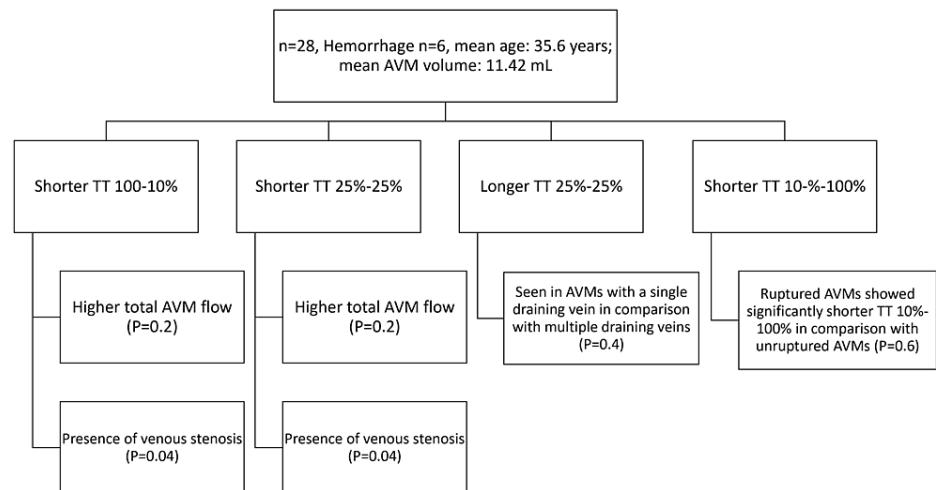 n=28, Hemorrhage n=6, mean age: 35.6 years;
mean AVM volume: 11.42 mL
Shorter TT 100-10%
Shorter TT 25%-25%
Longer TT 25%-25%
Shorter TT 10-%-100%
Higher total AVM flow
(P=0.2)
Higher total AVM flow
(P=0.2)
Seen in AVMs with a single
draining vein in comparison
with multiple draining veins
(P=0.4)
Ruptured AVMs showed
significantly shorter TT 10%-
100% in comparison with
unruptured AVMs (P=0.6)
Presence of venous stenosis
(P=0.04)
Presence of venous stenosis
(P=0.04)